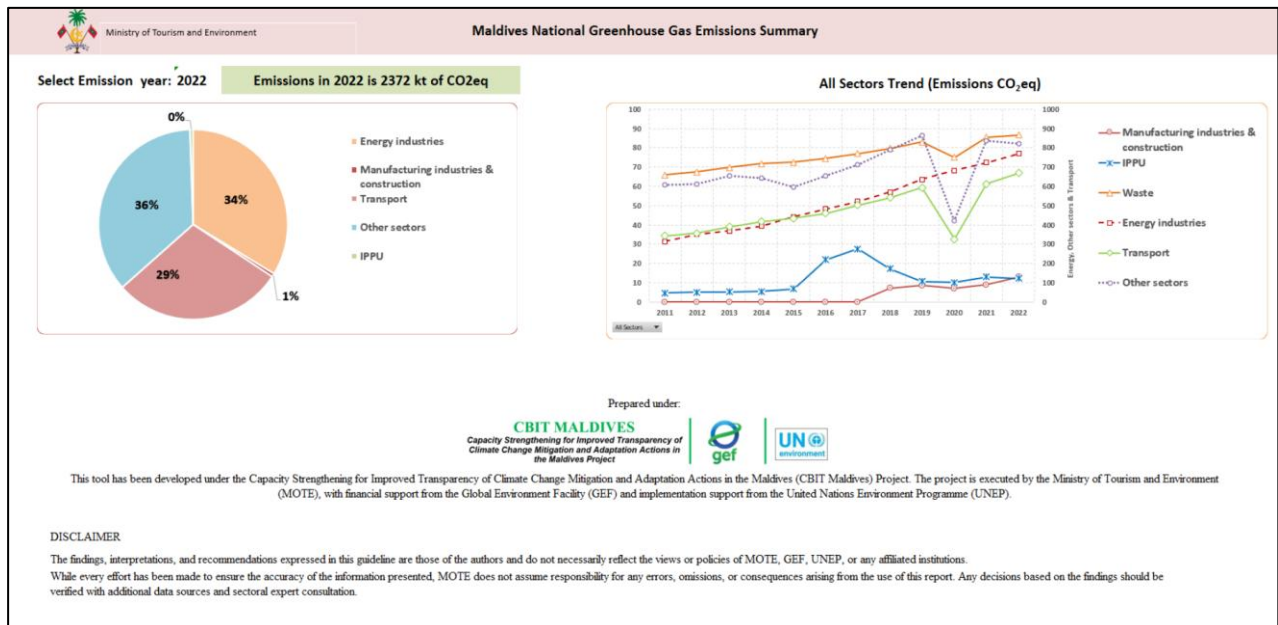 Ministry of Tourism and Environment
Maldives National Greenhouse Gas Emissions Summary
Select Emission year: 2022
Emissions in 2022 is 2372 kt of CO2eq
0%
34%
36%
29%
1%
Energy industries
Manufacturing industries &
construction
Transport
Other sectors
IPPU
All Sectors Trend (Emissions CO₂eq)
100
90
80
70
60
50
40
30
20
10
0
1000
900
800
700
600
500
400
300
200
100
0
Energy, Other sectors & Transport
2011 2012 2013 2014 2015 2016 2017 2018 2019 2020 2021 2022
All Sectors
Manufacturing industries &
construction
IPPU
Waste
Energy industries
Transport
Other sectors
Prepared under:
CBIT MALDIVES
Capacity Strengthening for Improved Transparency of
Climate Change Mitigation and Adaptation Actions in
the Maldives Project
gef
UN
environment
This tool has been developed under the Capacity Strengthening for Improved Transparency of Climate Change Mitigation and Adaptation Actions in the Maldives (CBIT Maldives) Project. The project is executed by the Ministry of Tourism and Environment
(MOTE), with financial support from the Global Environment Facility (GEF) and implementation support from the United Nations Environment Programme (UNEP).
DISCLAIMER
The findings, interpretations, and recommendations expressed in this guideline are those of the authors and do not necessarily reflect the views or policies of MOTE, GEF, UNEP, or any affiliated institutions.
While every effort has been made to ensure the accuracy of the information presented, MOTE does not assume responsibility for any errors, omissions, or consequences arising from the use of this report. Any decisions based on the findings should be
verified with additional data sources and sectoral expert consultation.